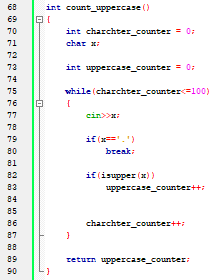 68 int count_uppercase()
69 {
70 int charchter_counter = 0;
71 char x;
72
73 int uppercase_counter = 0;
74
75 while(charchter_counter<=100)
76 {
77 cin>>x;
78
79 if(x=='.')
80 break;
81
82 if(isupper(x))
83 uppercase_counter++;
84
85
86 charchter_counter++;
87 }
88
89 return uppercase_counter;
90 }